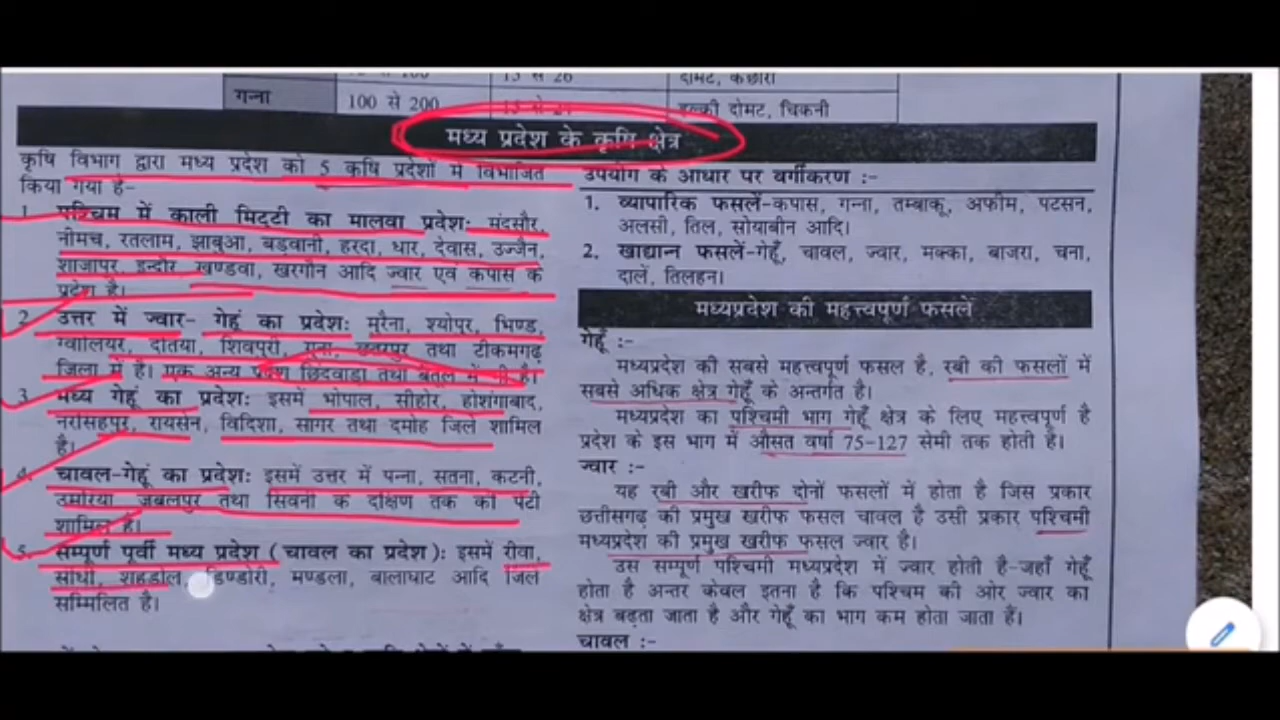 गन्ना
100 से 200
हल्की दोमट, चिकनी
मध्य प्रदेश के कृषि क्षेत्र
कृषि विभाग द्वारा मध्य प्रदेश को 5 कृषि प्रदेशों में विभाजित
किया गया है-
1. पश्चिम में काली मिट्टी का मालवा प्रदेश: मंदसौर,
नीमच, रतलाम, झाबुआ, बड़वानी, हरदा, धार, देवास, उज्जैन,
शाजापुर, इन्दौर खण्डवा, खरगौन आदि ज्वार एवं कपास के
प्रदेश है।
2. उत्तर में ज्वार- गेहूं का प्रदेश: मुरैना, श्योपुर, भिण्ड,
ग्वालियर, दतिया, शिवपुरी, गुना, छतरपुर तथा टीकमगढ़
जिला में है। एक अन्य प्रदेश छिंदवाड़ा तथा बैतूल में भी है।
3. मध्य गेहूं का प्रदेश: इसमें भोपाल, सीहोर, होशंगाबाद,
नरसिंहपुर, रायसेन, विदिशा, सागर तथा दमोह जिले शामिल
है।
4. चावल-गेहूं का प्रदेश: इसमें उत्तर में पन्ना, सतना, कटनी,
उमरिया जबलपुर तथा सिवनी के दक्षिण तक की पेटी
शामिल है।
5. सम्पूर्ण पूर्वी मध्य प्रदेश (चावल का प्रदेश): इसमें रीवा,
सीधी, शहडोल, डिण्डोरी, मण्डला, बालाघाट आदि जिले
सम्मिलित है।
उपयोग के आधार पर वर्गीकरण :-
1. व्यापारिक फसलें-कपास, गन्ना, तम्बाकू, अफीम, पटसन,
अलसी, तिल, सोयाबीन आदि।
2. खाद्यान्न फसलें-गेहूँ, चावल, ज्वार, मक्का, बाजरा, चना,
दालें, तिलहन।
मध्यप्रदेश की महत्त्वपूर्ण फसलें
गेहूँ :-
मध्यप्रदेश की सबसे महत्त्वपूर्ण फसल है, रबी की फसलों में
सबसे अधिक क्षेत्र गेहूँ के अन्तर्गत है।
मध्यप्रदेश का पश्चिमी भाग गेहूँ क्षेत्र के लिए महत्त्वपूर्ण है
प्रदेश के इस भाग में औसत वर्षा 75-127 सेमी तक होती है।
ज्वार :-
यह रबी और खरीफ दोनों फसलों में होता है जिस प्रकार
छत्तीसगढ़ की प्रमुख खरीफ फसल चावल है उसी प्रकार पश्चिमी
मध्यप्रदेश की प्रमुख खरीफ फसल ज्वार है।
उस सम्पूर्ण पश्चिमी मध्यप्रदेश में ज्वार होती है-जहाँ गेहूँ
होता है अन्तर केवल इतना है कि पश्चिम की ओर ज्वार का
क्षेत्र बढ़ता जाता है और गेहूँ का भाग कम होता जाता है।
चावल :-